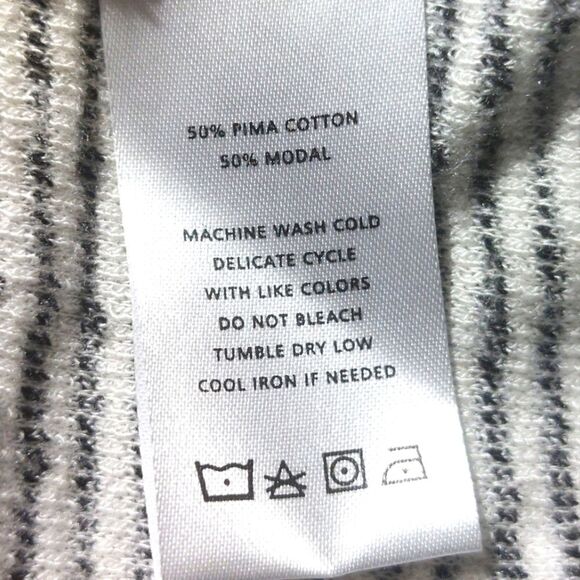 50% PIMA COTTON
50% MODAL
MACHINE WASH COLD
DELICATE CYCLE
WITH LIKE COLORS
DO NOT BLEACH
TUMBLE DRY LOW
COOL IRON IF NEEDED